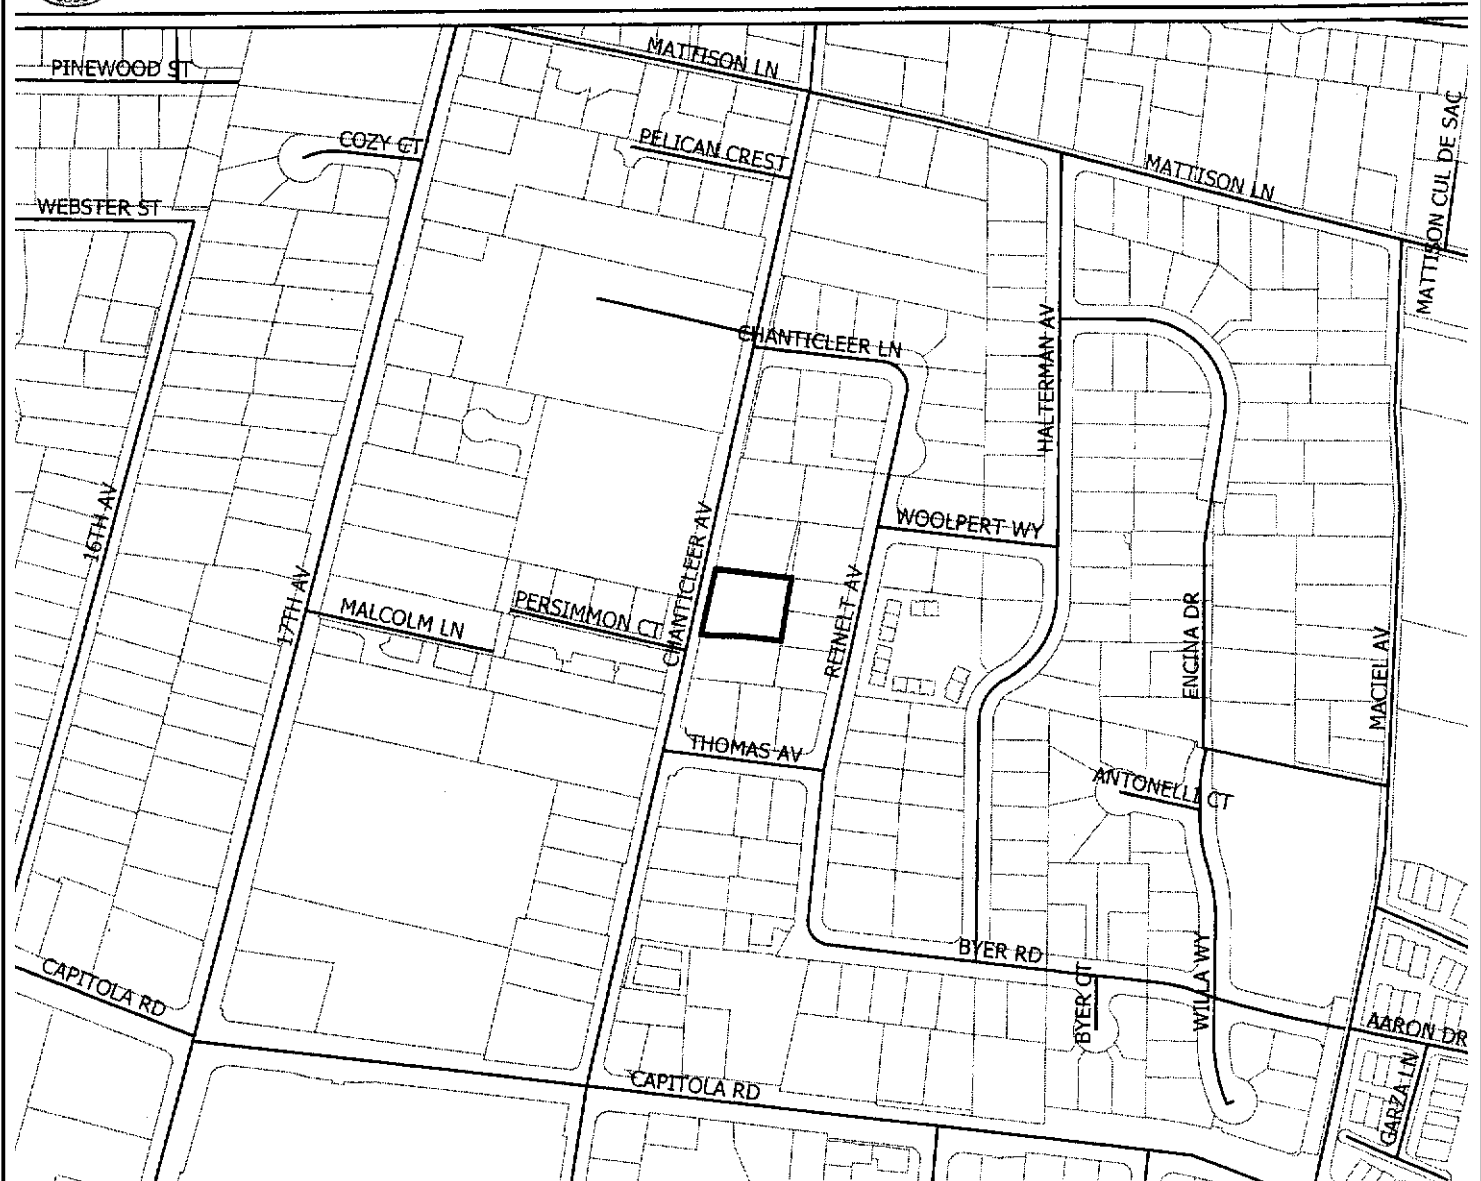 MATTISON LN
PINEWOOD ST
COZY CT
PELICAN CREST
MATTISON LN
MATTISON CUL DE SAC
WEBSTER ST
CHANTICLEER LN
HALTERMAN AV
16TH AV
CHANTICLEER AV
WOOLPERT WY
17TH AV
MALCOLM LN
PERSIMMON CT
REINELT AV
ENCINA DR
MACIEL AV
THOMAS AV
ANTONELLI CT
BYER RD
CAPITOLA RD
BYER CT
WILLA WY
AARON DR
GARZA LN
CAPITOLA RD